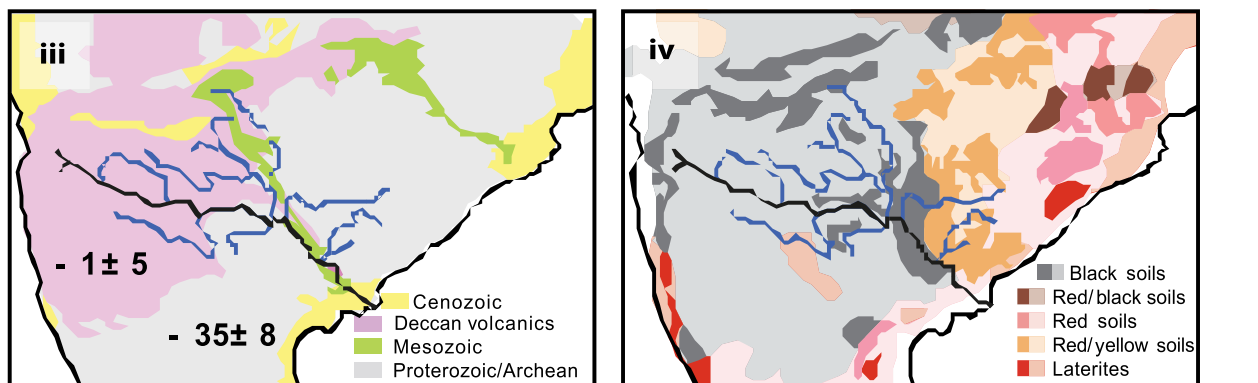 iii
- 1± 5
- 35± 8
Cenozoic
Deccan volcanics
Mesozoic
Proterozoic/Archean
iv
Black soils
Red/black soils
Red soils
Red/yellow soils
Laterites